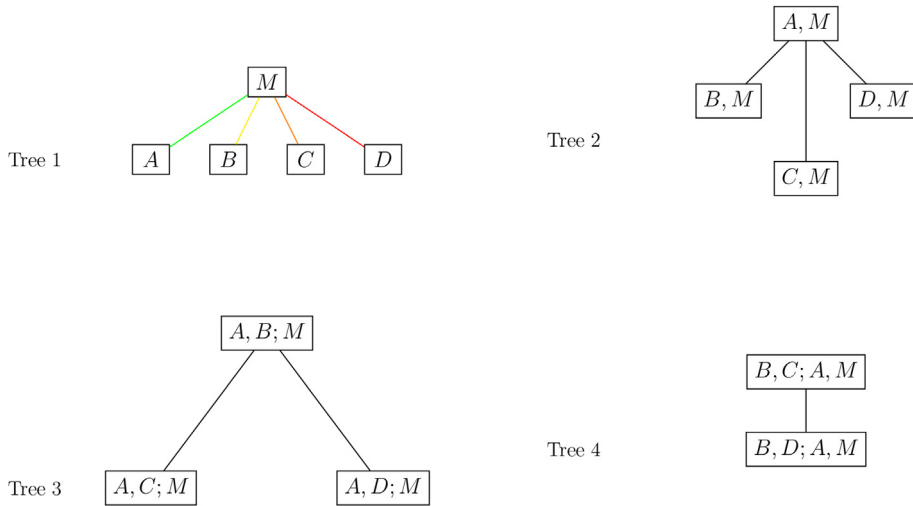 M
A B C D
Tree 1
A, M
B, M D, M
C, M
Tree 2
A, B; M
A, C; M A, D; M
Tree 3
B, C; A, M
B, D; A, M
Tree 4